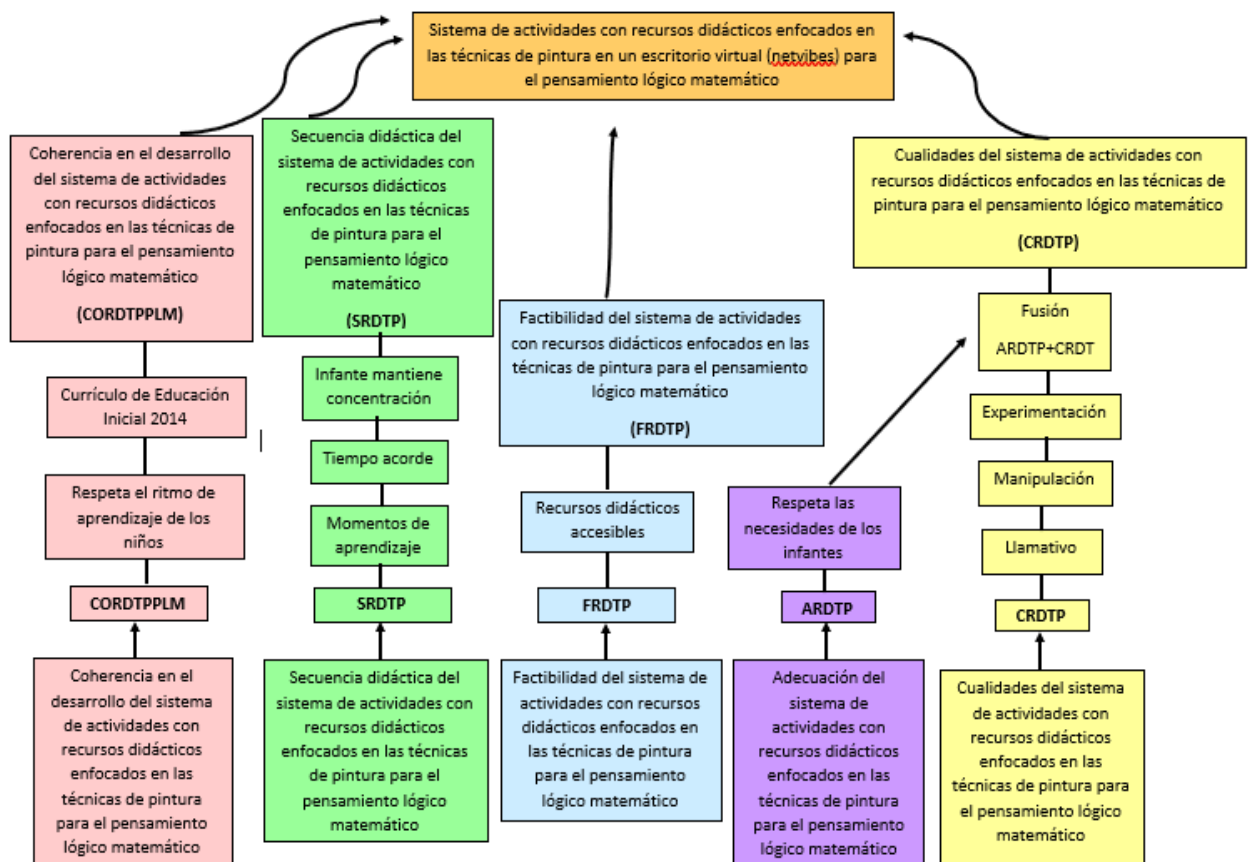 Sistema de actividades con recursos didácticos enfocados en
las técnicas de pintura en un escritorio virtual (netvibes) para
el pensamiento lógico matemático
Coherencia en el desarrollo
del sistema de actividades
con recursos didácticos
enfocados en las técnicas de
pintura para el pensamiento
lógico matemático
(CORDTPPLM)
Secuencia didáctica del
sistema de actividades con
recursos didácticos
enfocados en las técnicas
de pintura para el
pensamiento lógico
matemático
(SRDTP)
Factibilidad del sistema de actividades
con recursos didácticos enfocados en las
técnicas de pintura para el pensamiento
lógico matemático
(FRDTP)
Cualidades del sistema de actividades con
recursos didácticos enfocados en las técnicas de
pintura para el pensamiento lógico matemático
(CRDTP)
Currículo de Educación
Inicial 2014
Respeta el ritmo de
aprendizaje de los
niños
CORDTPPLM
Coherencia en el
desarrollo del sistema
de actividades con
recursos didácticos
enfocados en las
técnicas de pintura
para el pensamiento
lógico matemático
Infante mantiene
concentración
Tiempo acorde
Momentos de
aprendizaje
SRDTP
Secuencia didáctica del
sistema de actividades con
recursos didácticos
enfocados en las técnicas
de pintura para el
pensamiento lógico
matemático
Recursos didácticos
accesibles
FRDTP
Factibilidad del sistema de
actividades con recursos
didácticos enfocados en
las técnicas de pintura
para el pensamiento
lógico matemático
Respeta las
necesidades de los
infantes
ARDTP
Adecuación del
sistema de
actividades con
recursos didácticos
enfocados en las
técnicas de pintura
para el pensamiento
lógico matemático
Fusión
ARDTP+CRDT
Experimentación
Manipulación
Llamativo
CRDTP
Cualidades del sistema
de actividades con
recursos didácticos
enfocados en las
técnicas de pintura para
el pensamiento lógico
matemático